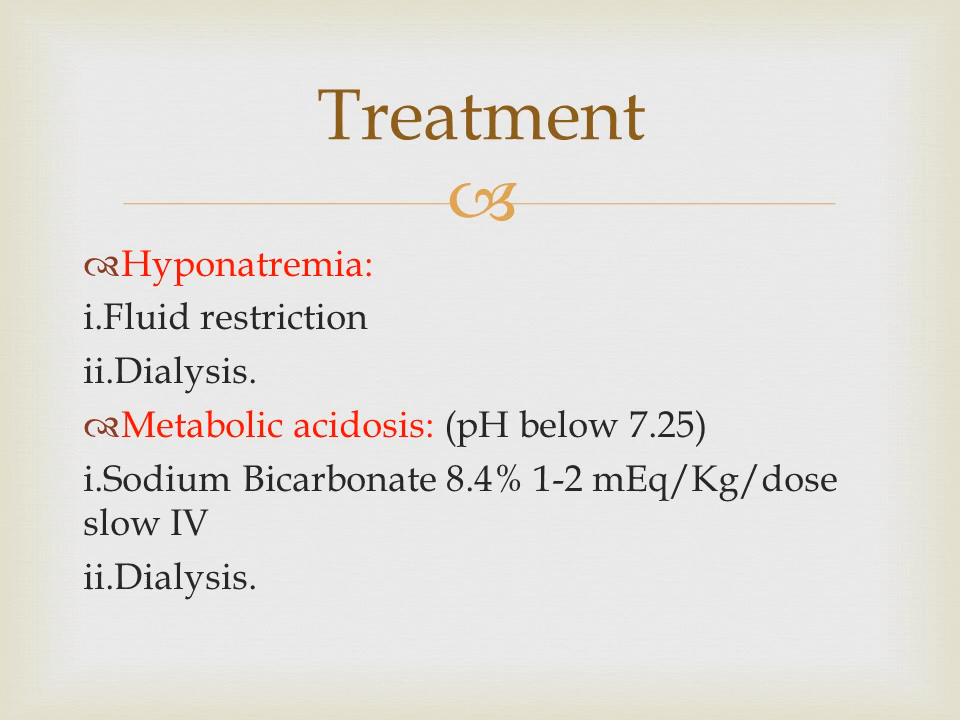 Treatment
Hyponatremia:
i.Fluid restriction
ii.Dialysis.
Metabolic acidosis: (pH below 7.25)
i.Sodium Bicarbonate 8.4% 1-2 mEq/Kg/dose
slow IV
ii.Dialysis.